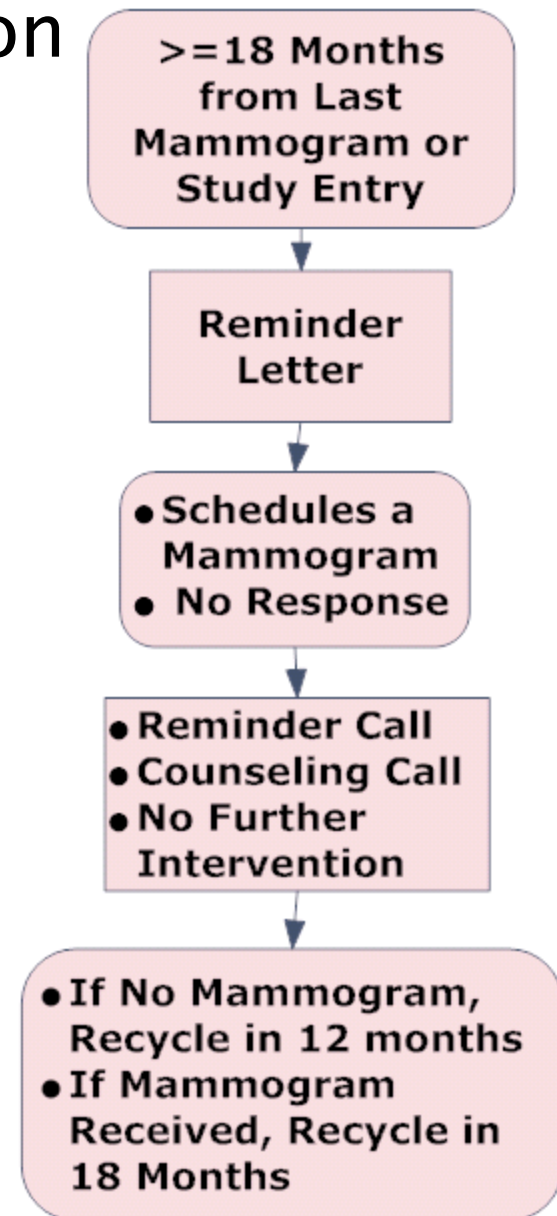 on
>=18 Months
from Last
Mammogram or
Study Entry
Reminder
Letter
● Schedules a
Mammogram
● No Response
● Reminder Call
● Counseling Call
● No Further
Intervention
● If No Mammogram,
Recycle in 12 months
● If Mammogram
Received, Recycle in
18 Months